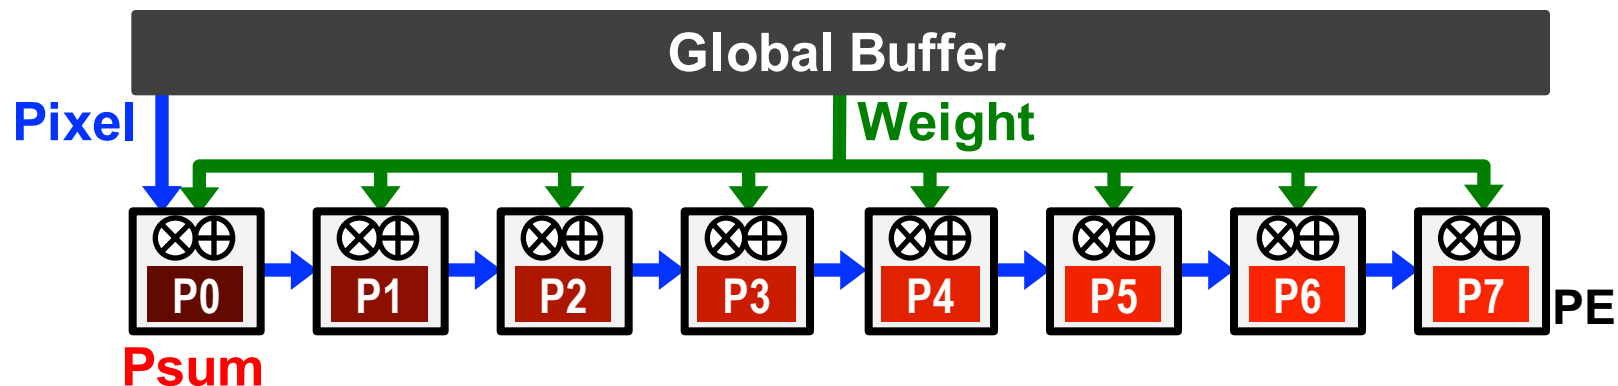 Global Buffer
Pixel
Weight
P0 P1 P2 P3 P4 P5 P6 P7
PE
Psum